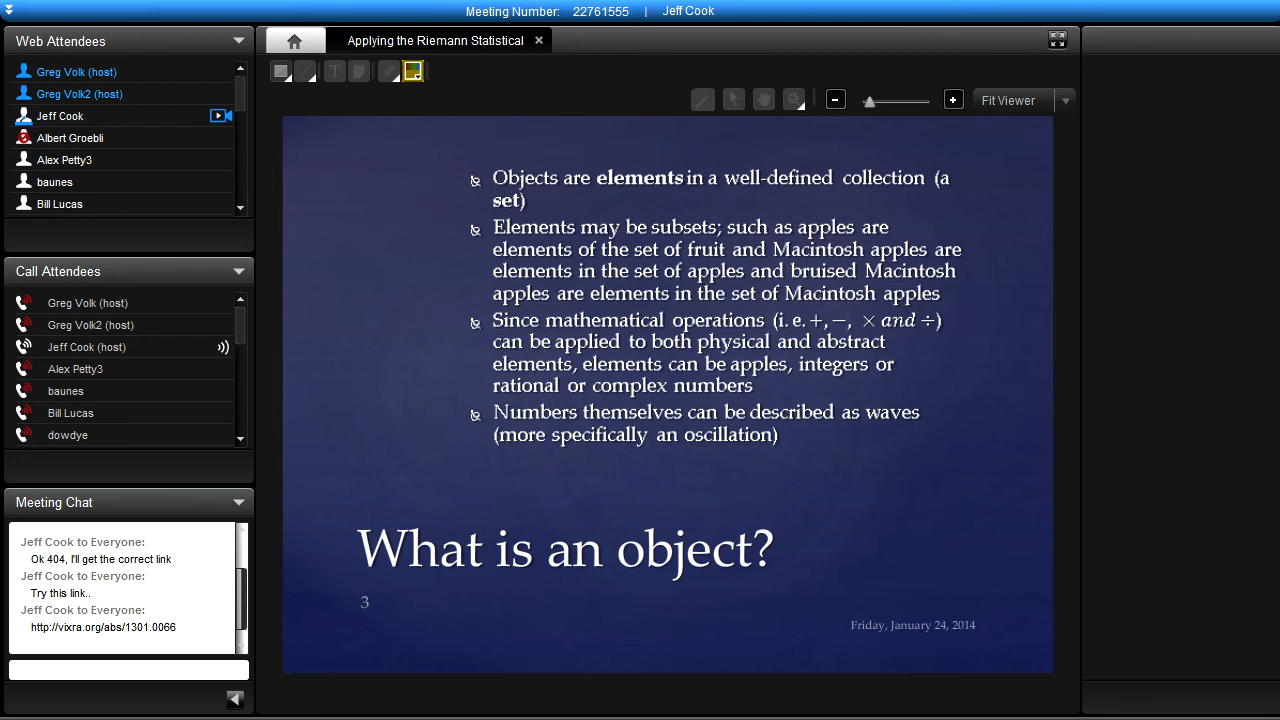 Meeting Number: 22761555 | Jeff Cook
Web Attendees
Greg Volk (host)
Greg Volk2 (host)
Jeff Cook
Albert Groebli
Alex Petty3
baunes
Bill Lucas
Call Attendees
Greg Volk (host)
Greg Volk2 (host)
Jeff Cook (host)
Alex Petty3
baunes
Bill Lucas
dowdye
Meeting Chat
Jeff Cook to Everyone:
Ok 404, I'll get the correct link
Jeff Cook to Everyone:
Try this link..
Jeff Cook to Everyone:
http://vixra.org/abs/1301.0066
Applying the Riemann Statistical
T
Fit Viewer
Objects are elements in a well-defined collection (a
set)
Elements may be subsets; such as apples are
elements of the set of fruit and Macintosh apples are
elements in the set of apples and bruised Macintosh
apples are elements in the set of Macintosh apples
Since mathematical operations (i. e. +, −, × and ÷)
can be applied to both physical and abstract
elements, elements can be apples, integers or
rational or complex numbers
Numbers themselves can be described as waves
(more specifically an oscillation)
What is an object?
3
Friday, January 24, 2014